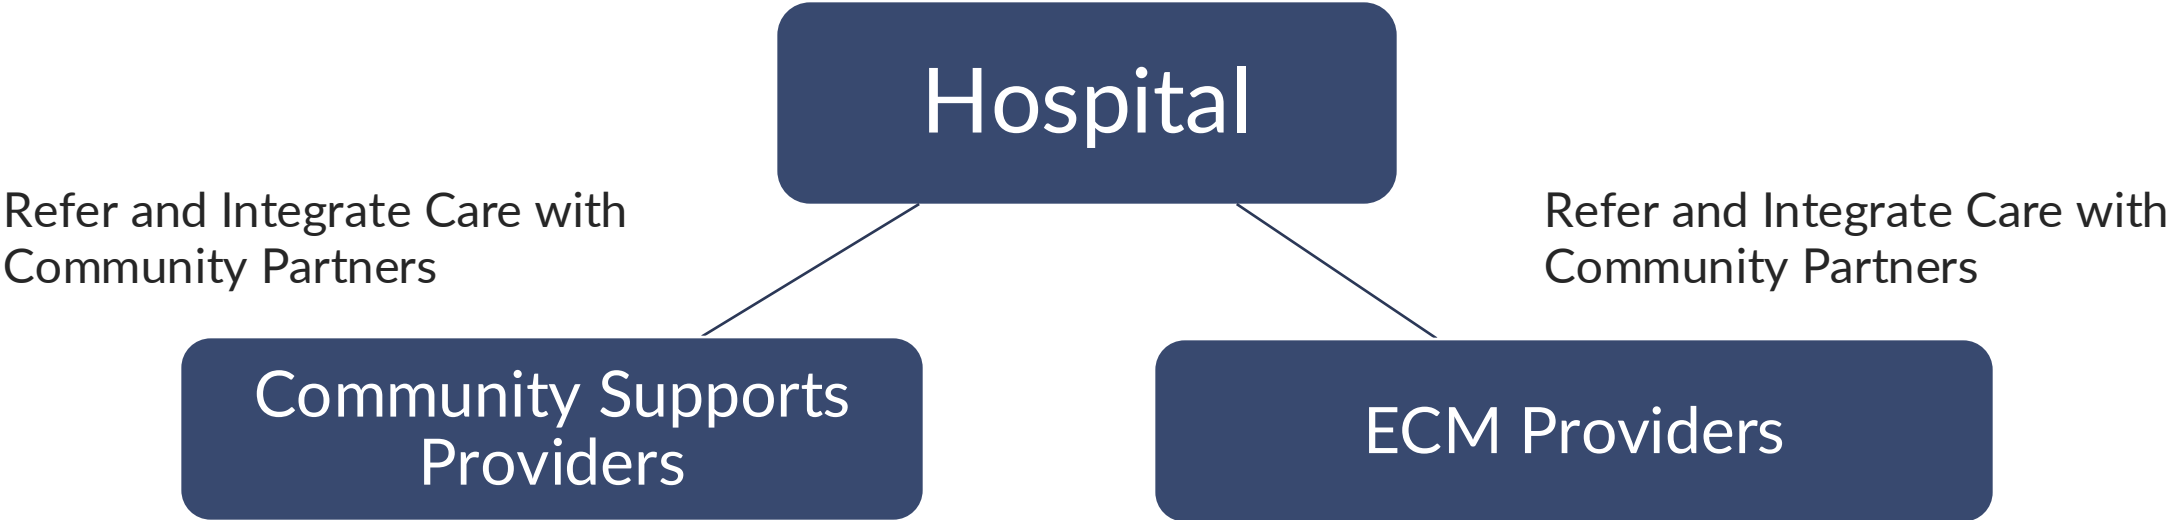 Hospital
Refer and Integrate Care with
Community Partners
Refer and Integrate Care with
Community Partners
Community Supports
Providers
ECM Providers